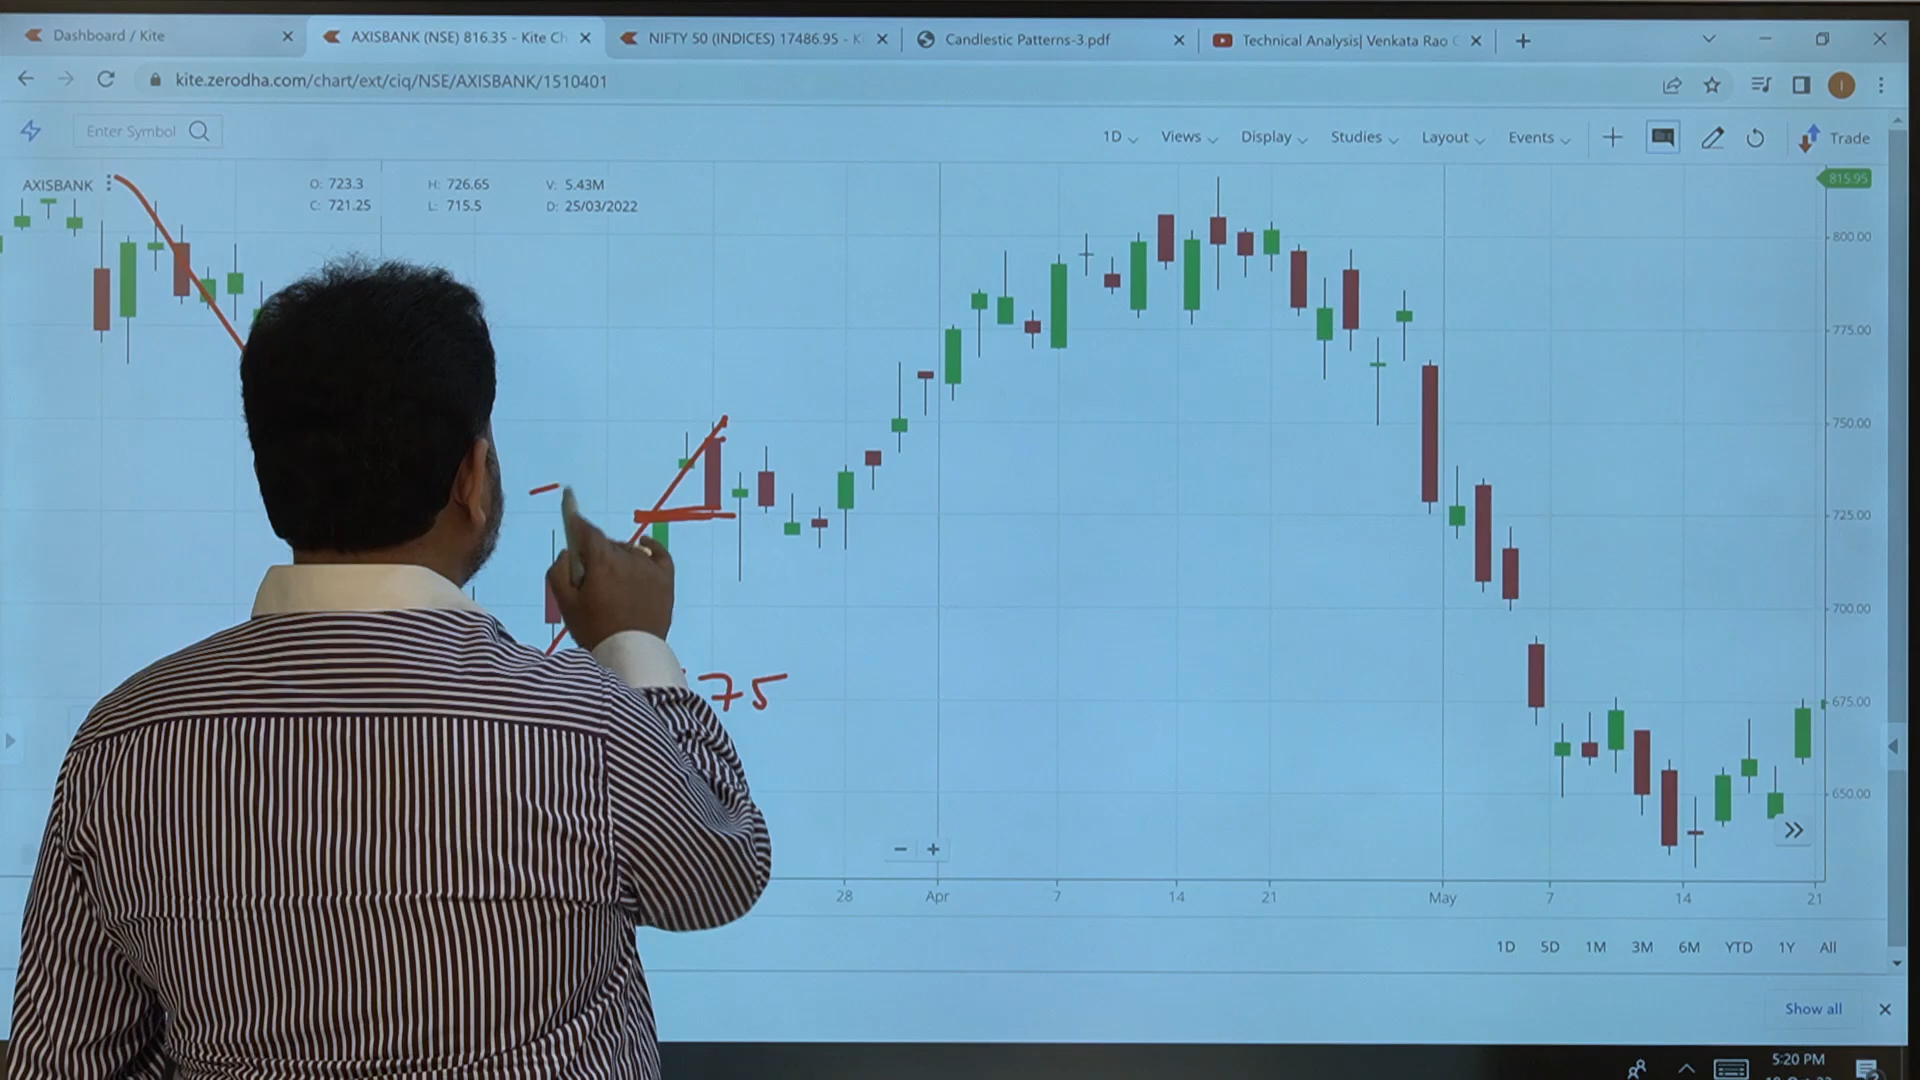 Dashboard / Kite
AXISBANK (NSE) 816.35 - Kite Ch
NIFTY 50 (INDICES) 17486.95 - K
Candlestic Patterns-3.pdf
Technical Analysis| Venkata Rao C
kite.zerodha.com/chart/ext/ciq/NSE/AXISBANK/1510401
I
Enter Symbol
1D Views Display Studies Layout Events Trade
AXISBANK
O: 723.3 H: 726.65 V: 5.43M
C: 721.25 L: 715.5 D: 25/03/2022
815.95
800.00
775.00
750.00
725.00
700.00
675.00
650.00
75
28 Apr 7 14 21 May 7 14 21
1D 5D 1M 3M 6M YTD 1Y All
Show all
5:20 PM